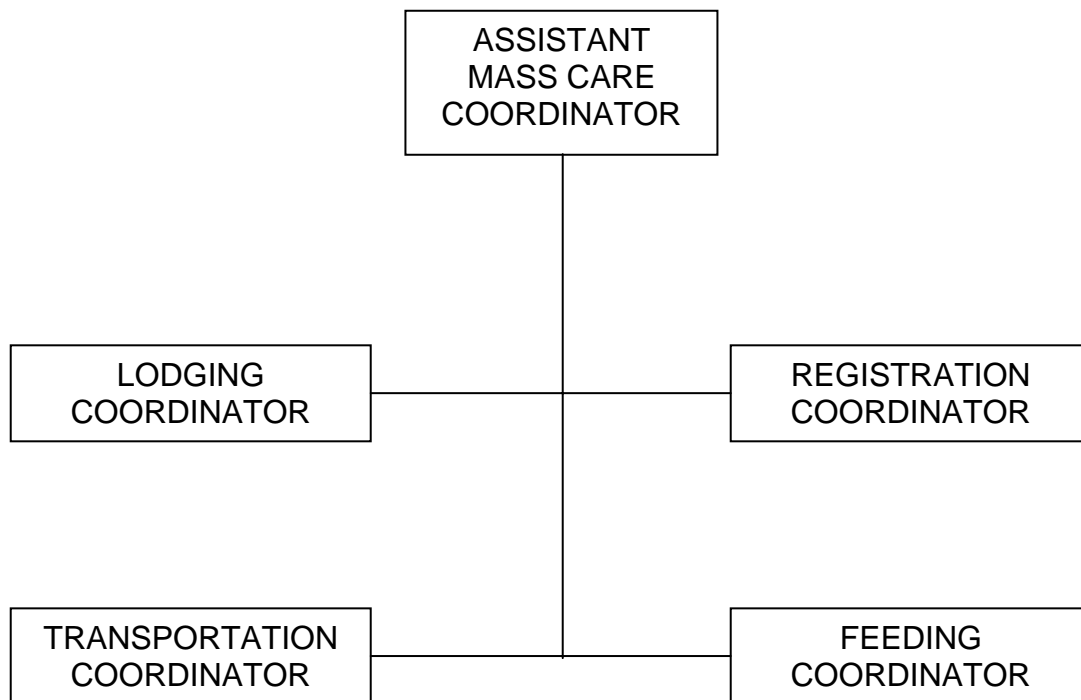 ASSISTANT
MASS CARE
COORDINATOR
LODGING
COORDINATOR
REGISTRATION
COORDINATOR
TRANSPORTATION
COORDINATOR
FEEDING
COORDINATOR